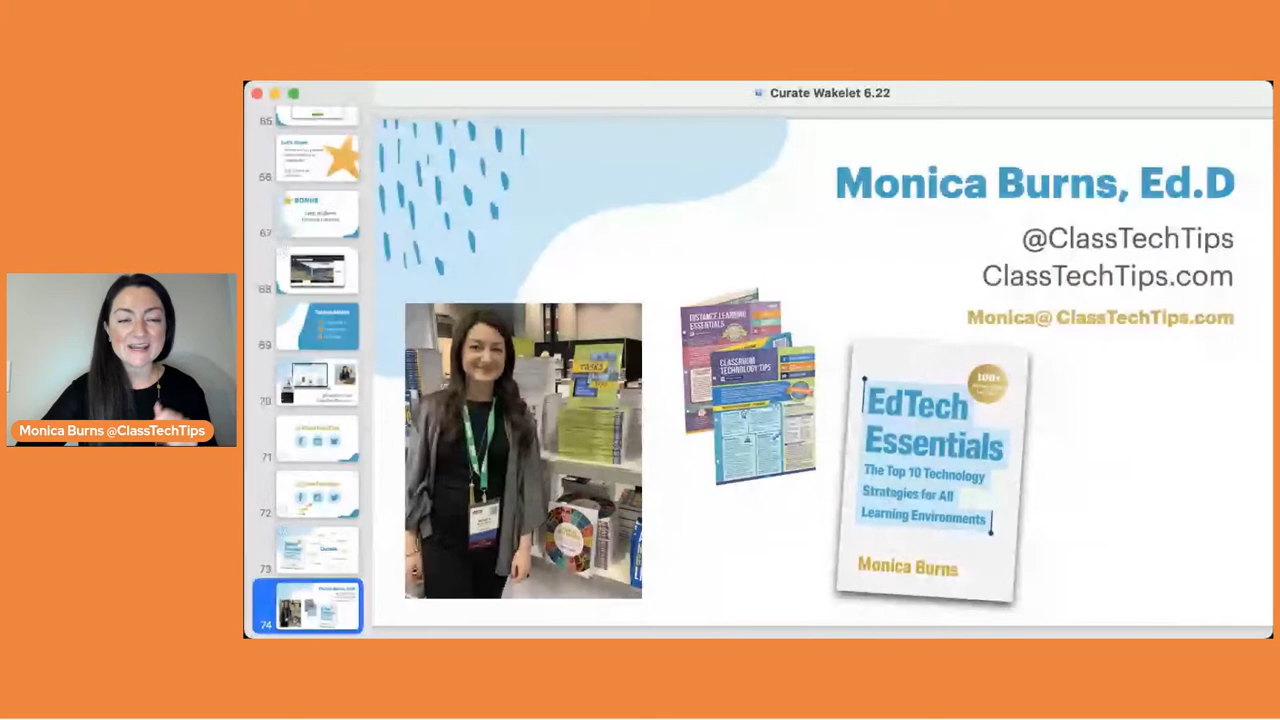 Curate Wakelet 6.22
65
66
BONUS
67
68
69
70
71
72
73
74
Monica Burns, Ed.D
@ClassTechTips
ClassTechTips.com
Monica@ ClassTechTips.com
DISTANCE LEARNING
ESSENTIALS
CLASSROOM
TECHNOLOGY TIPS
100+
EdTech
Essentials
The Top 10 Technology
Strategies for All
Learning Environments
Monica Burns
Monica Burns @ClassTechTips